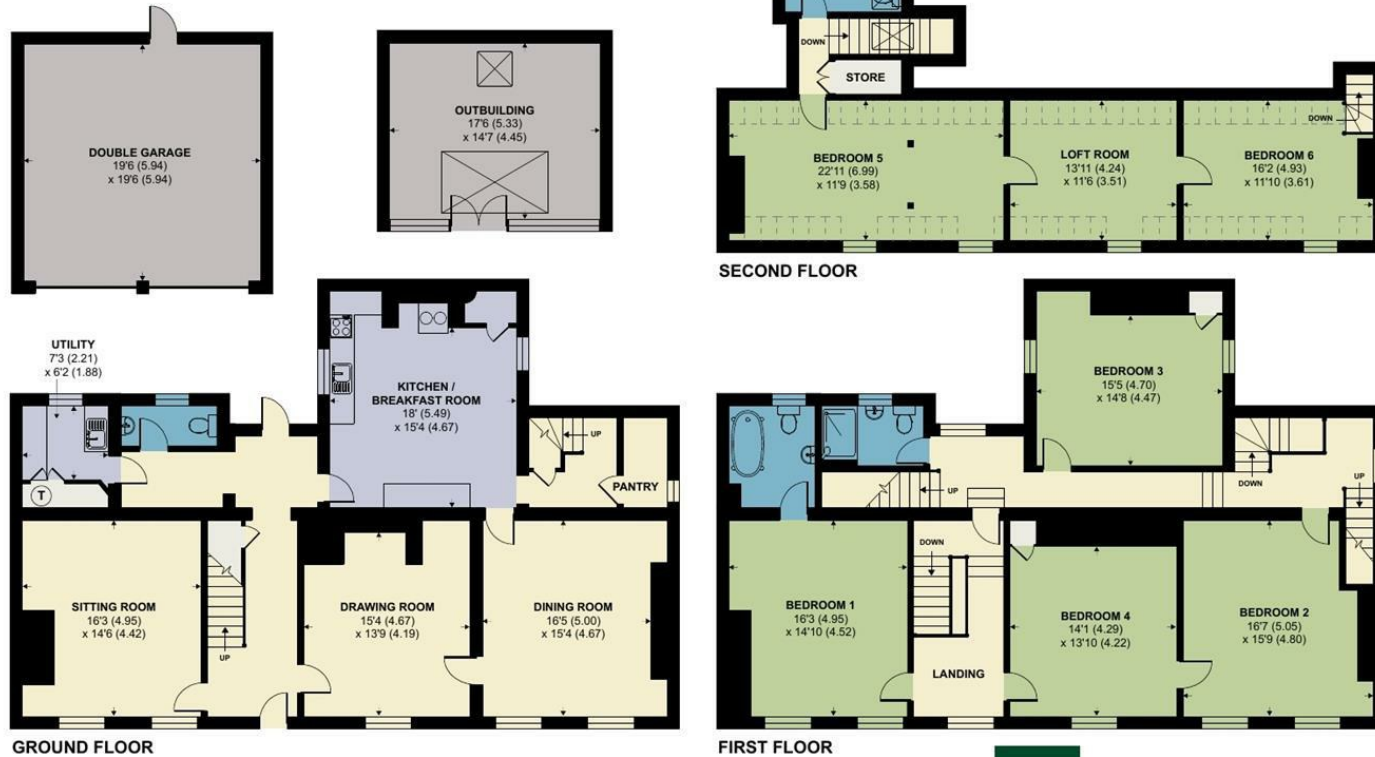 DOUBLE GARAGE
19'6 (5.94)
x 19'6 (5.94)
OUTBUILDING
17'6 (5.33)
x 14'7 (4.45)
DOWN
STORE
BEDROOM 5
22'11 (6.99)
x 11'9 (3.58)
LOFT ROOM
13'11 (4.24)
x 11'6 (3.51)
DOWN
BEDROOM 6
16'2 (4.93)
x 11'10 (3.61)
SECOND FLOOR
UTILITY
7'3 (2.21)
x 6'2 (1.88)
T
KITCHEN /
BREAKFAST ROOM
18' (5.49)
x 15'4 (4.67)
UP
PANTRY
SITTING ROOM
16'3 (4.95)
x 14'6 (4.42)
UP
DRAWING ROOM
15'4 (4.67)
x 13'9 (4.19)
DINING ROOM
16'5 (5.00)
x 15'4 (4.67)
GROUND FLOOR
BEDROOM 3
15'5 (4.70)
x 14'8 (4.47)
UP
DOWN
UP
DOWN
BEDROOM 1
16'3 (4.95)
x 14'10 (4.52)
LANDING
BEDROOM 4
14'1 (4.29)
x 13'10 (4.22)
BEDROOM 2
16'7 (5.05)
x 15'9 (4.80)
FIRST FLOOR